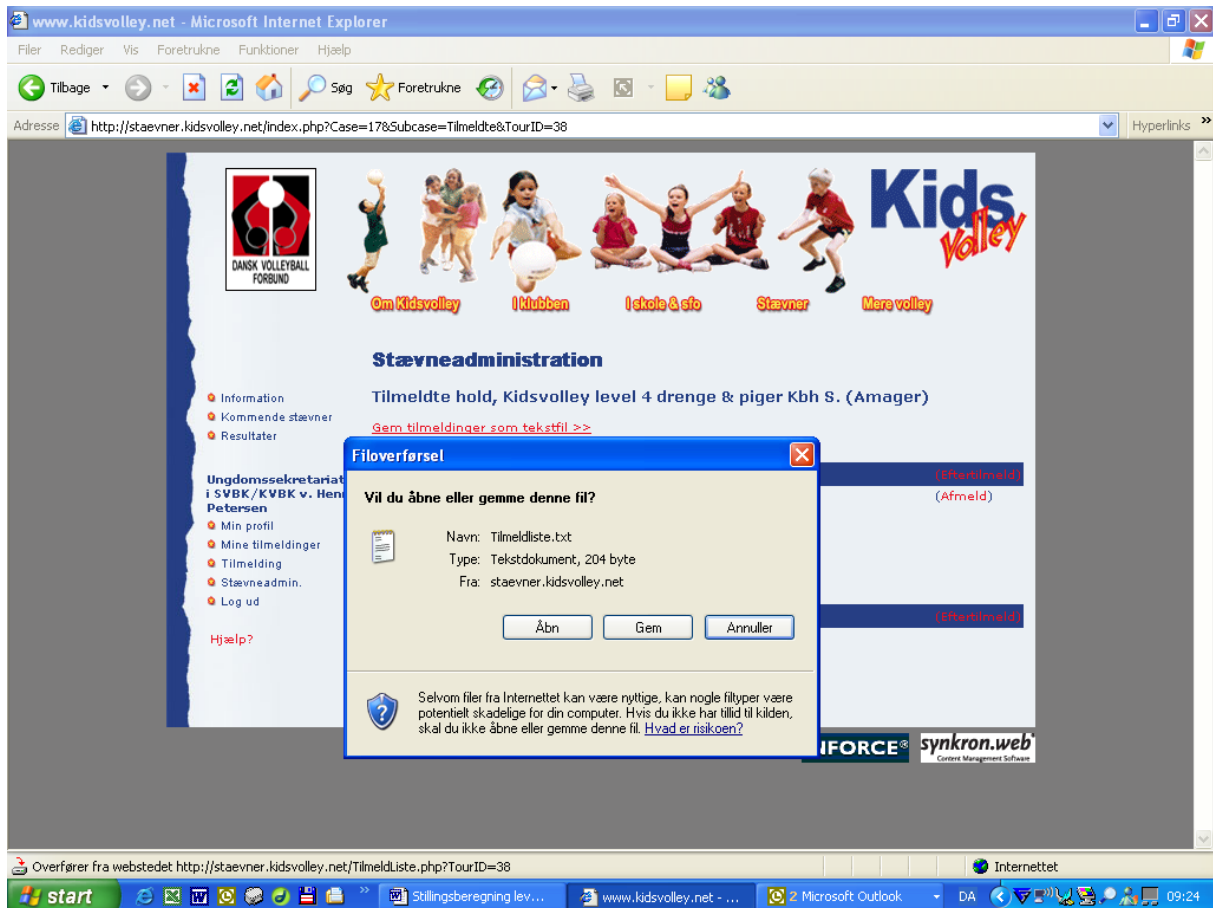 www.kidsvolley.net - Microsoft Internet Explorer
Filer Rediger Vis Foretrukne Funktioner Hjælp
Tilbage Søg Foretrukne
Adresse http://staevner.kidsvolley.net/index.php?Case=17&Subcase=Tilmeldte&TourID=38 Hyperlinks »
DANSK VOLLEYBALL
FORBUND
Kids
Volley
Om Kidsvolley I klubben I skole & sfo Stævner Mere volley
Stævneadministration
Tilmeldte hold, Kidsvolley level 4 drenge & piger Kbh S. (Amager)
Gem tilmeldinger som tekstfil >>
Information
Kommende stævner
Resultater
Ungdomssekretariat
i SVBK/KVBK v. Henr
Petersen
Min profil
Mine tilmeldinger
Tilmelding
Stævneadmin.
Log ud
Hjælp?
(Eftertilmeld)
(Afmeld)
(Eftertilmeld)
Filoverførsel
Vil du åbne eller gemme denne fil?
Navn: Tilmeldliste.txt
Type: Tekstdokument, 204 byte
Fra: staevner.kidsvolley.net
Åbn Gem Annuller
Selvom filer fra Internettet kan være nyttige, kan nogle filtyper være
potentielt skadelige for din computer. Hvis du ikke har tillid til kilden,
skal du ikke åbne eller gemme denne fil. Hvad er risikoen?
NFORCE® synkron.web
Content Management Software
Overfører fra webstedet http://staevner.kidsvolley.net/TilmeldListe.php?TourID=38 Internettet
start » Stillingsberegning lev... www.kidsvolley.net - ... 2 Microsoft Outlook DA 09:24